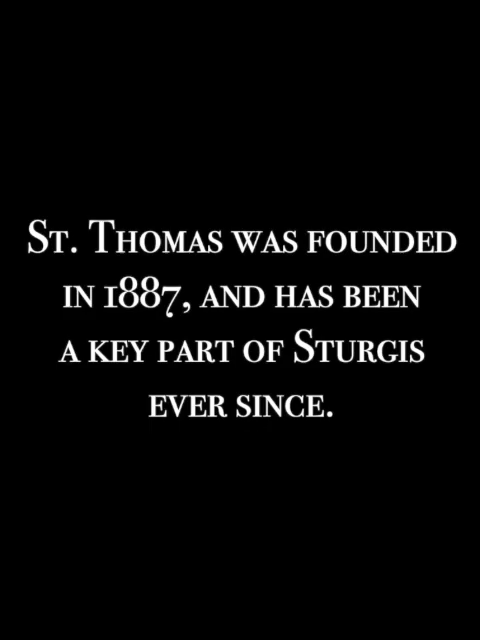 St. Thomas was founded
in 1887, and has been
a key part of Sturgis
ever since.